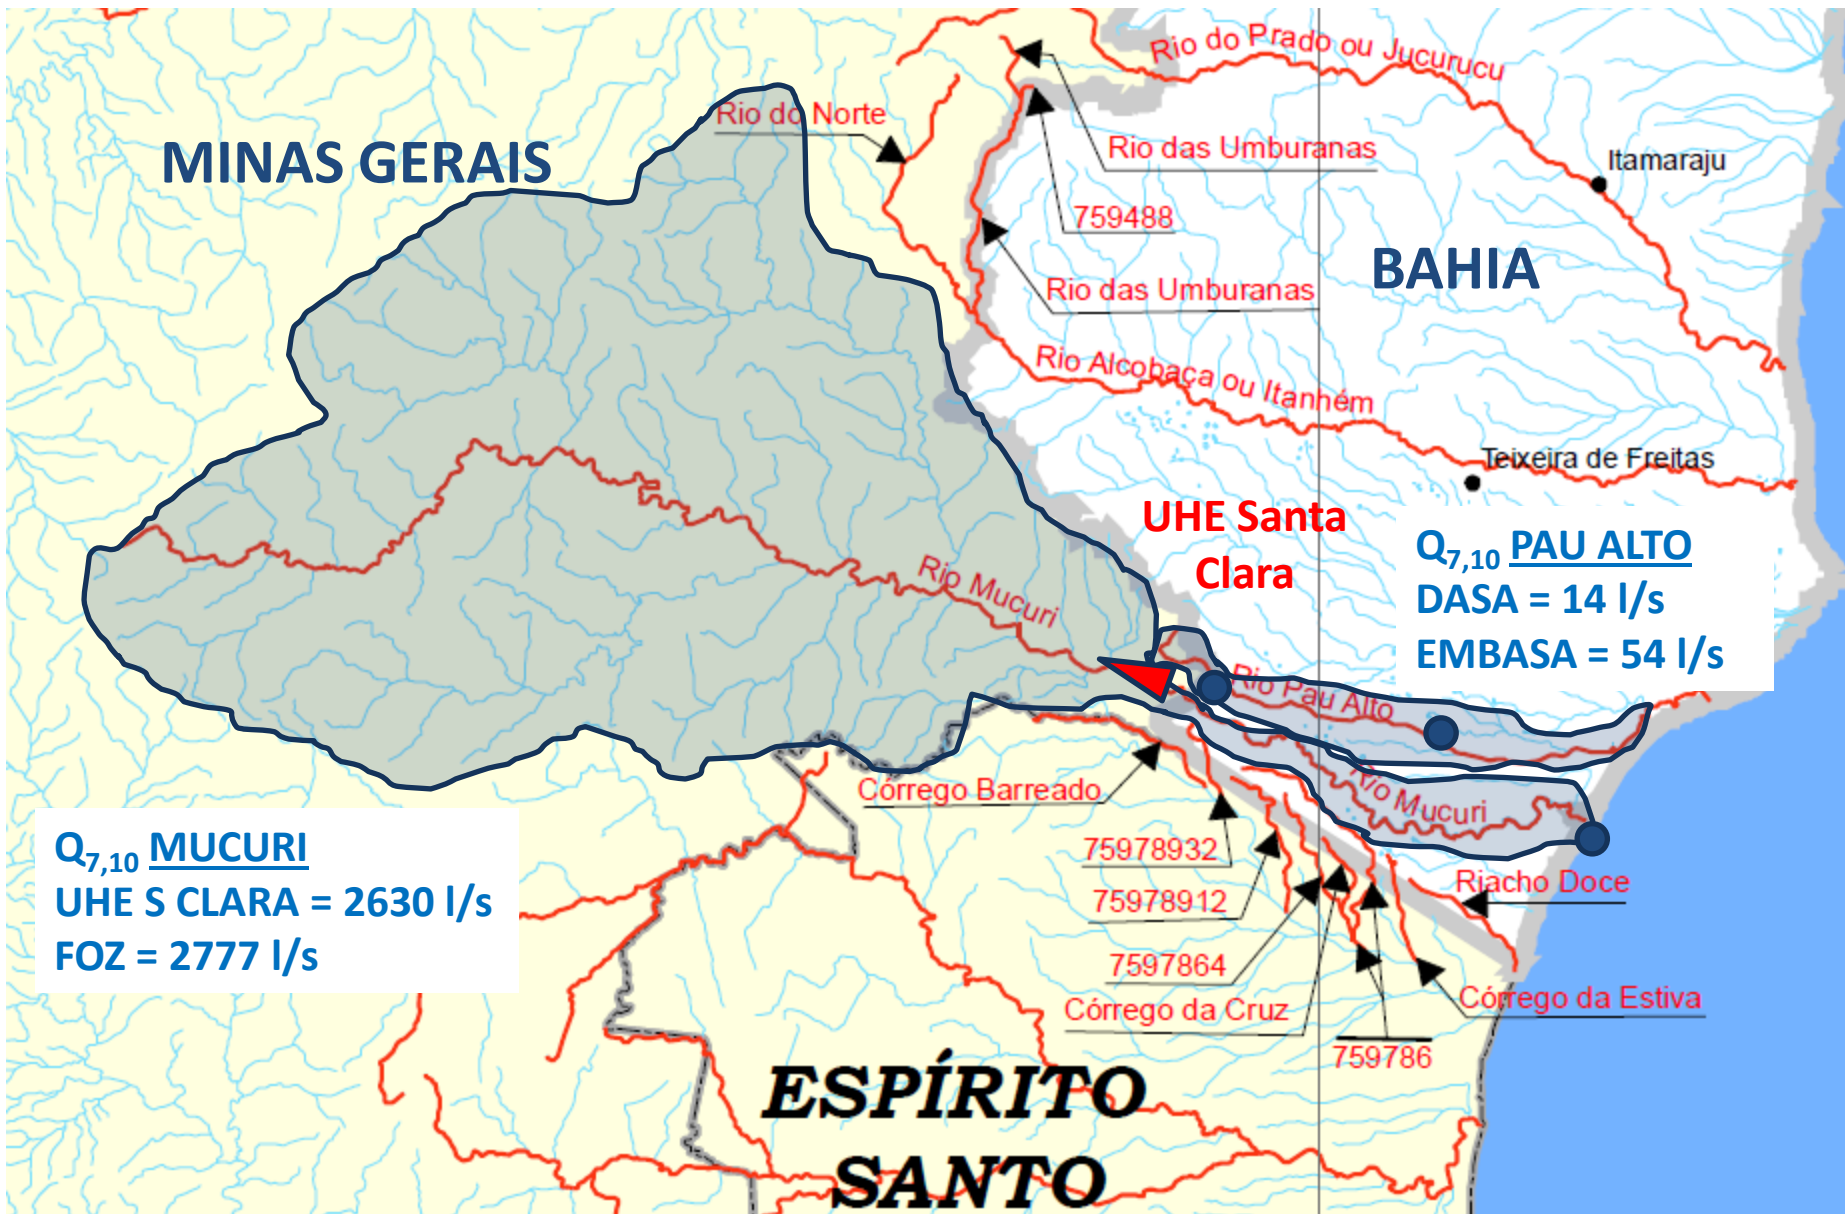 Rio do Prado ou Jucurucu
Rio do Norte
MINAS GERAIS
Rio das Umburanas
Itamaraju
759488
BAHIA
Rio das Umburanas
Rio Alcobaça ou Itanhém
Teixeira de Freitas
UHE Santa
Clara
Q7,10 PAU ALTO
DASA = 14 l/s
EMBASA = 54 l/s
Rio Mucuri
Rio Pau Alto
Córrego Barreado
Rio Mucuri
Q7,10 MUCURI
UHE S CLARA = 2630 l/s
FOZ = 2777 l/s
75978932
75978912
Riacho Doce
7597864
Córrego da Cruz
Córrego da Estiva
759786
ESPÍRITO
SANTO